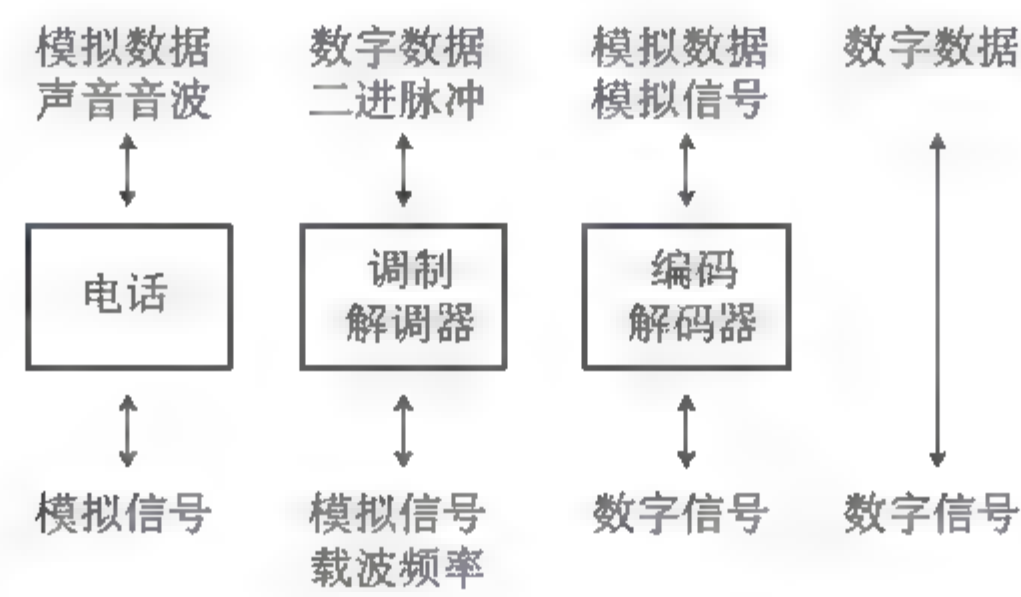 模拟数据
声音音波
电话
模拟信号
数字数据
二进脉冲
调制
解调器
模拟信号
载波频率
模拟数据
模拟信号
编码
解码器
数字信号
数字数据
数字信号